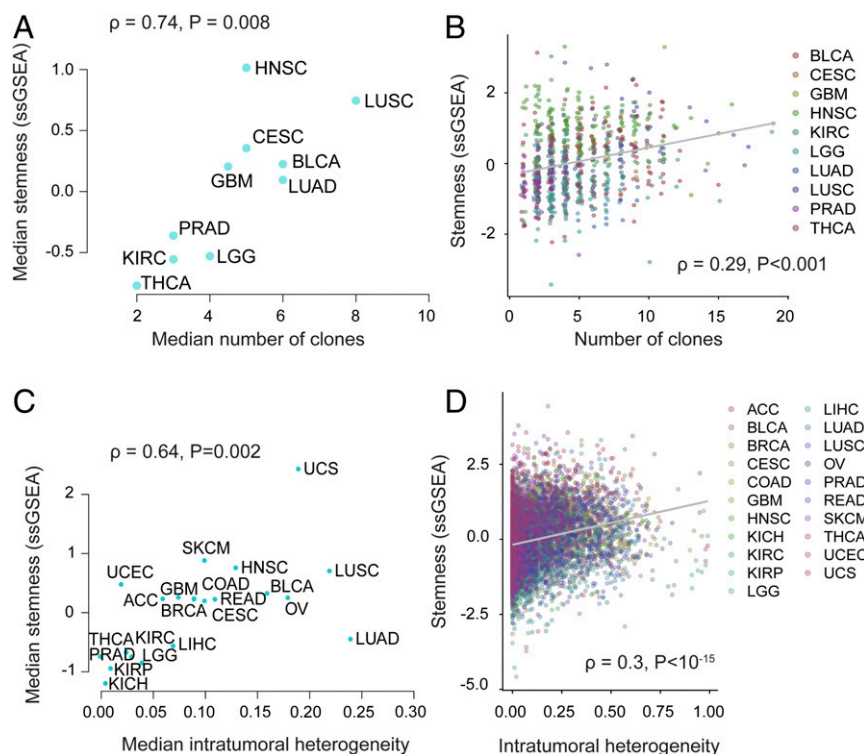 A
ρ = 0.74, P = 0.008
Median stemness (ssGSEA)
1.0
0.5
0.0
-0.5
HNSC
LUSC
CESC
BLCA
GBM
LUAD
PRAD
KIRC
LGG
THCA
2 4 6 8 10
Median number of clones
B
Stemness (ssGSEA)
2
0
-2
ρ = 0.29, P<0.001
0 5 10 15 20
Number of clones
BLCA
CESC
GBM
HNSC
KIRC
LGG
LUAD
LUSC
PRAD
THCA
C
ρ = 0.64, P=0.002
Median stemness (ssGSEA)
2
1
0
-1
UCS
SKCM
HNSC
LUSC
UCEC
GBM
COAD
BLCA
ACC
READ
BRCA
CESC
OV
THCA
KIRC
LIHC
LUAD
PRAD
LGG
KIRP
KICH
0.00 0.05 0.10 0.15 0.20 0.30
Median intratumoral heterogeneity
D
Stemness (ssGSEA)
5.0
2.5
0.0
-2.5
-5.0
ρ = 0.3, P<10-15
0.00 0.25 0.50 0.75 1.00
Intratumoral heterogeneity
ACC
BLCA
BRCA
CESC
COAD
GBM
HNSC
KICH
KIRC
KIRP
LGG
LIHC
LUAD
LUSC
OV
PRAD
READ
SKCM
THCA
UCEC
UCS